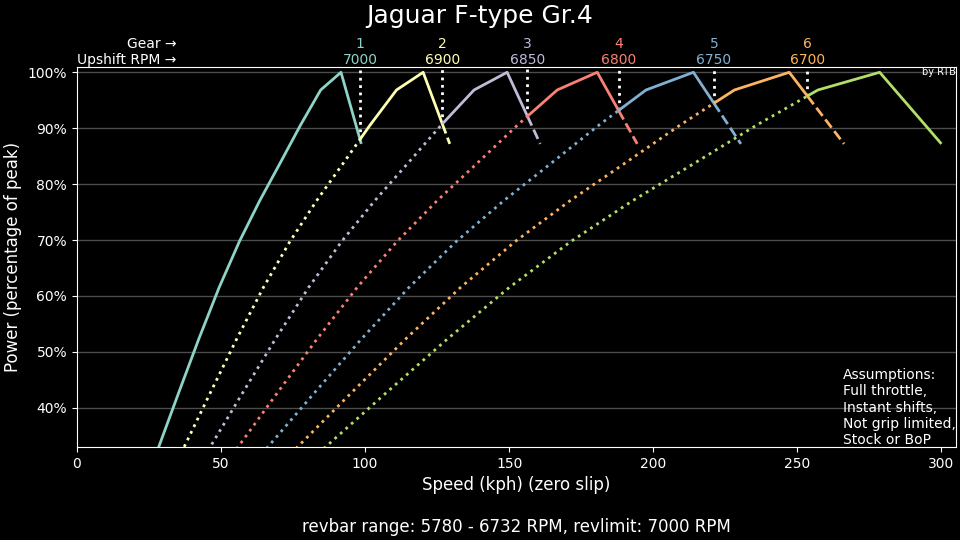 Jaguar F-type Gr.4
Gear → 1 2 3 4 5 6
Upshift RPM → 7000 6900 6850 6800 6750 6700
by RTB
100%
90%
80%
70%
60%
50%
40%
Power (percentage of peak)
Assumptions:
Full throttle,
Instant shifts,
Not grip limited,
Stock or BoP
0 50 100 150 200 250 300
Speed (kph) (zero slip)
revbar range: 5780 - 6732 RPM, revlimit: 7000 RPM